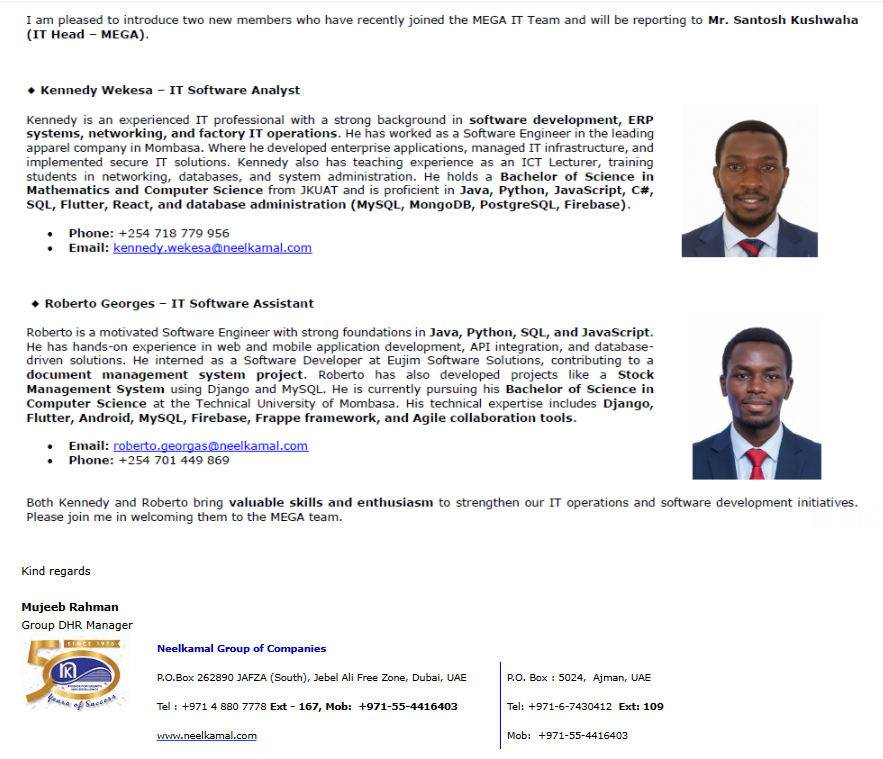 I am pleased to introduce two new members who have recently joined the MEGA IT Team and will be reporting to Mr. Santosh Kushwaha
(IT Head – MEGA).
◆ Kennedy Wekesa – IT Software Analyst
Kennedy is an experienced IT professional with a strong background in software development, ERP
systems, networking, and factory IT operations. He has worked as a Software Engineer in the leading
apparel company in Mombasa. Where he developed enterprise applications, managed IT infrastructure, and
implemented secure IT solutions. Kennedy also has teaching experience as an ICT Lecturer, training
students in networking, databases, and system administration. He holds a Bachelor of Science in
Mathematics and Computer Science from JKUAT and is proficient in Java, Python, JavaScript, C#,
SQL, Flutter, React, and database administration (MySQL, MongoDB, PostgreSQL, Firebase).
• Phone: +254 718 779 956
• Email: kennedy.wekesa@neelkamal.com
◆ Roberto Georges – IT Software Assistant
Roberto is a motivated Software Engineer with strong foundations in Java, Python, SQL, and JavaScript.
He has hands-on experience in web and mobile application development, API integration, and database-
driven solutions. He interned as a Software Developer at Eujim Software Solutions, contributing to a
document management system project. Roberto has also developed projects like a Stock
Management System using Django and MySQL. He is currently pursuing his Bachelor of Science in
Computer Science at the Technical University of Mombasa. His technical expertise includes Django,
Flutter, Android, MySQL, Firebase, Frappe framework, and Agile collaboration tools.
• Email: roberto.georgas@neelkamal.com
• Phone: +254 701 449 869
Both Kennedy and Roberto bring valuable skills and enthusiasm to strengthen our IT operations and software development initiatives.
Please join me in welcoming them to the MEGA team.
Kind regards
Mujeeb Rahman
Group DHR Manager
SINCE 1973
50
NK
Years of Success
Neelkamal Group of Companies
P.O.Box 262890 JAFZA (South), Jebel Ali Free Zone, Dubai, UAE
Tel : +971 4 880 7778 Ext - 167, Mob: +971-55-4416403
www.neelkamal.com
P.O. Box : 5024, Ajman, UAE
Tel: +971-6-7430412 Ext: 109
Mob: +971-55-4416403